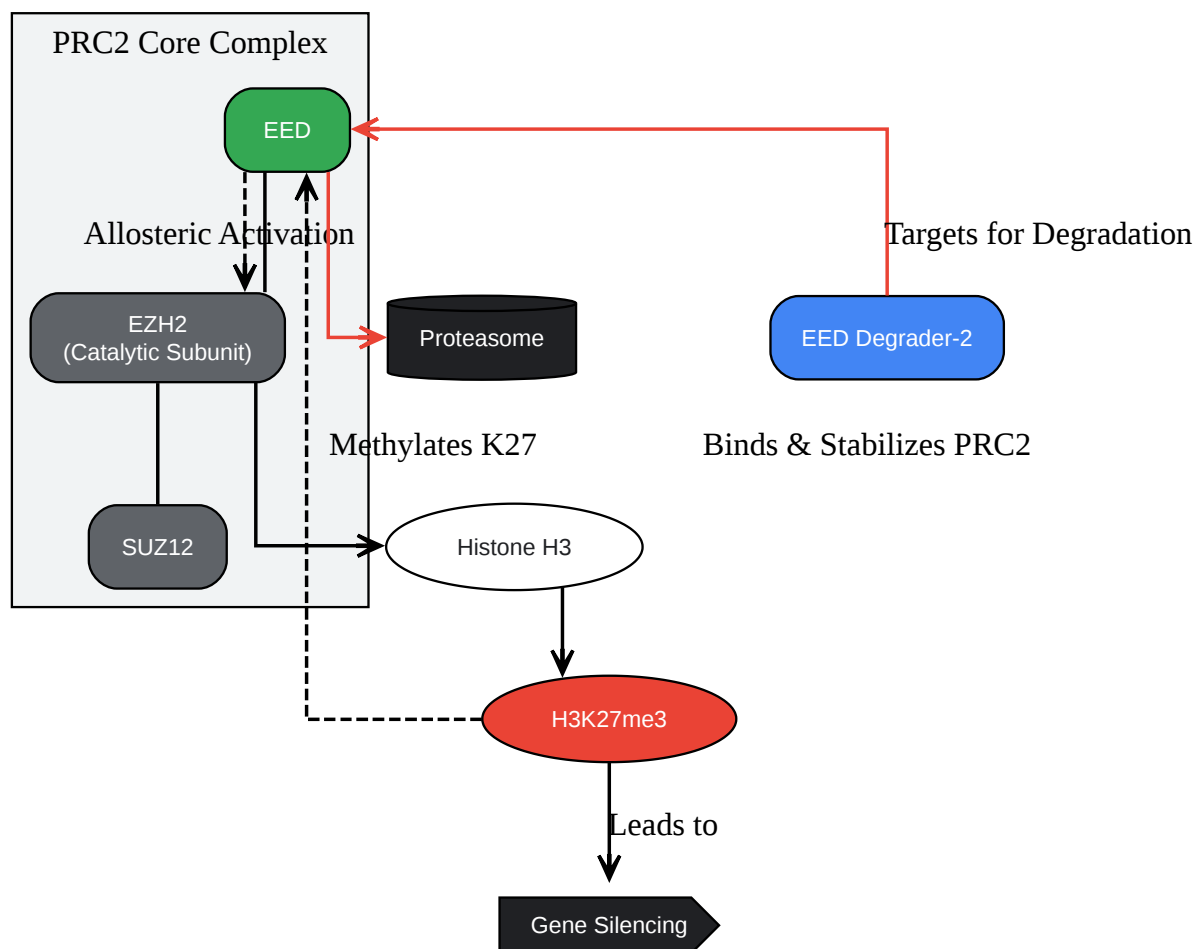 PRC2 Core Complex
EED
Allosteric Activation
Targets for Degradation
EZH2
(Catalytic Subunit)
Proteasome
EED Degrader-2
Methylates K27
Binds & Stabilizes PRC2
SUZ12
Histone H3
H3K27me3
Leads to
Gene Silencing